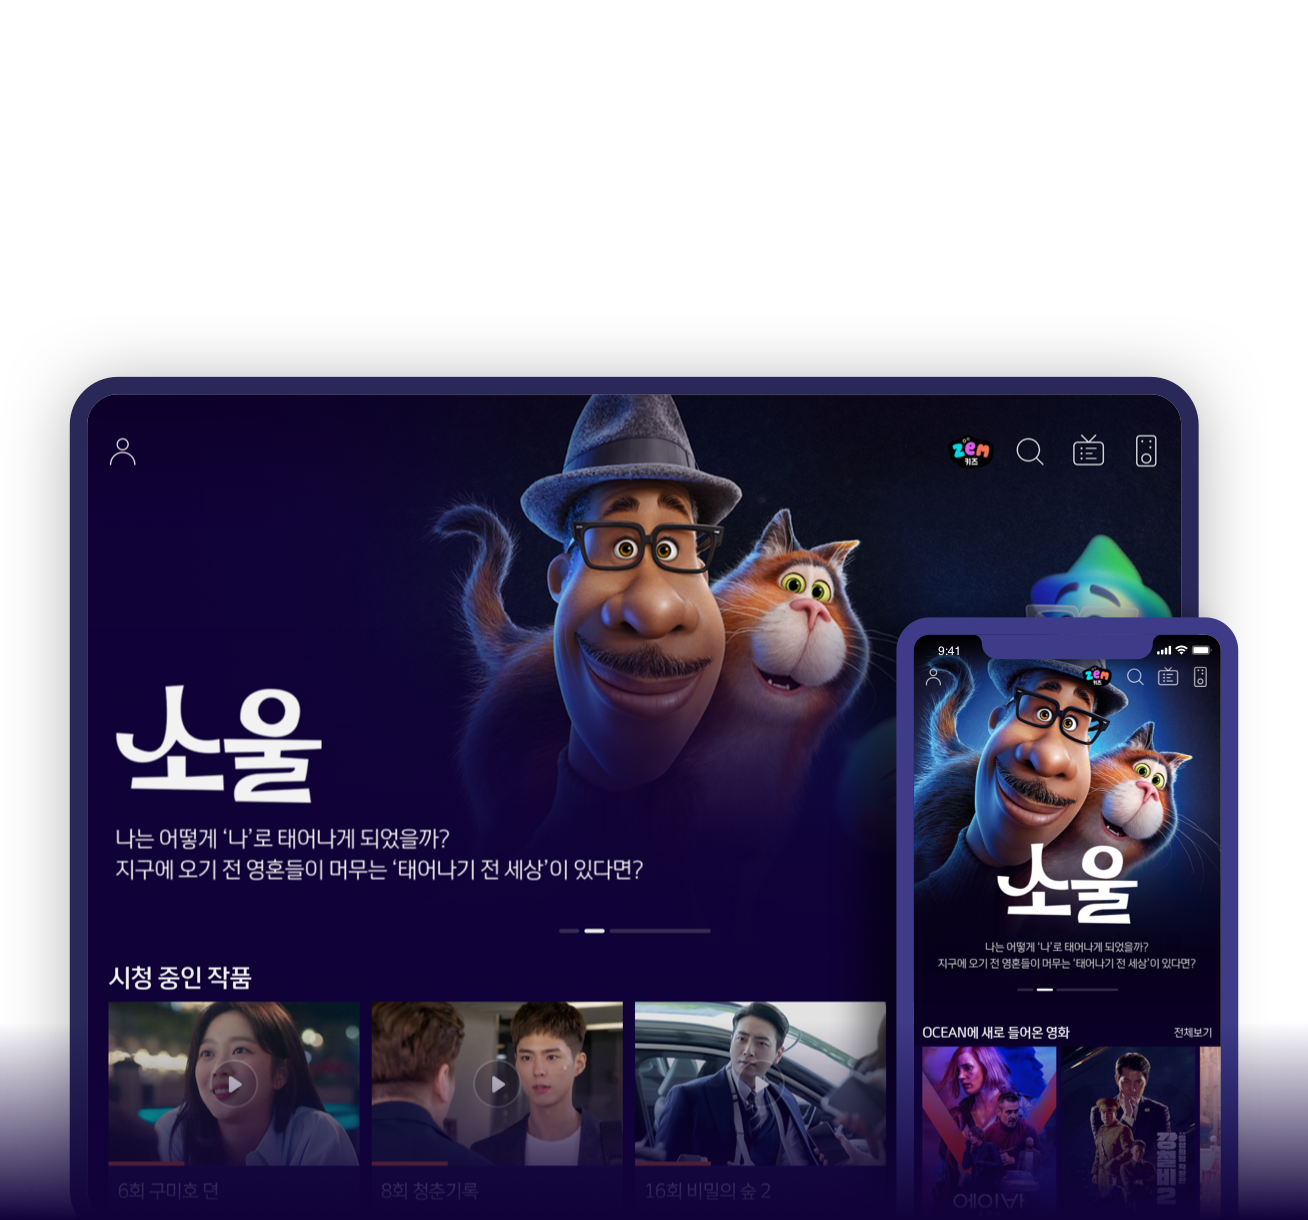 zem
키즈
소울
나는 어떻게 ‘나’로 태어나게 되었을까?
지구에 오기 전 영혼들이 머무는 ‘태어나기 전 세상’이 있다면?
시청 중인 작품
6회 구미호 뎐
8회 청춘기록
16회 비밀의 숲 2
9:41
zem
키즈
소울
나는 어떻게 ‘나’로 태어나게 되었을까?
지구에 오기 전 영혼들이 머무는 ‘태어나기 전 세상’이 있다면?
OCEAN에 새로 들어온 영화
전체보기
에이바
강철비2